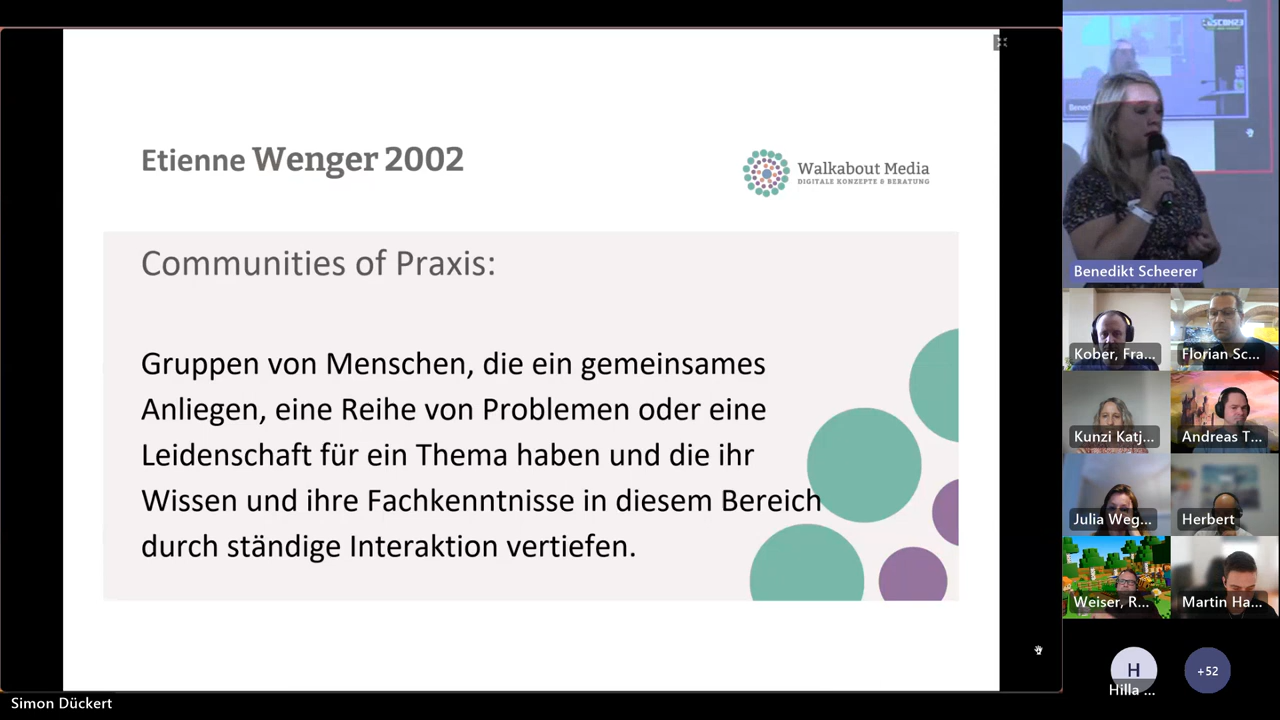 Etienne Wenger 2002
Walkabout Media
DIGITALE KONZEPTE & BERATUNG
Communities of Praxis:
Gruppen von Menschen, die ein gemeinsames
Anliegen, eine Reihe von Problemen oder eine
Leidenschaft für ein Thema haben und die ihr
Wissen und ihre Fachkenntnisse in diesem Bereich
durch ständige Interaktion vertiefen.
Simon Dückert
Benedikt Scheerer
Kober, Fra...
Florian Sc...
Kunzi Katj...
Andreas T...
Julia Weg...
Herbert
Weiser, R...
Martin Ha...
H
Hilla ...
+52